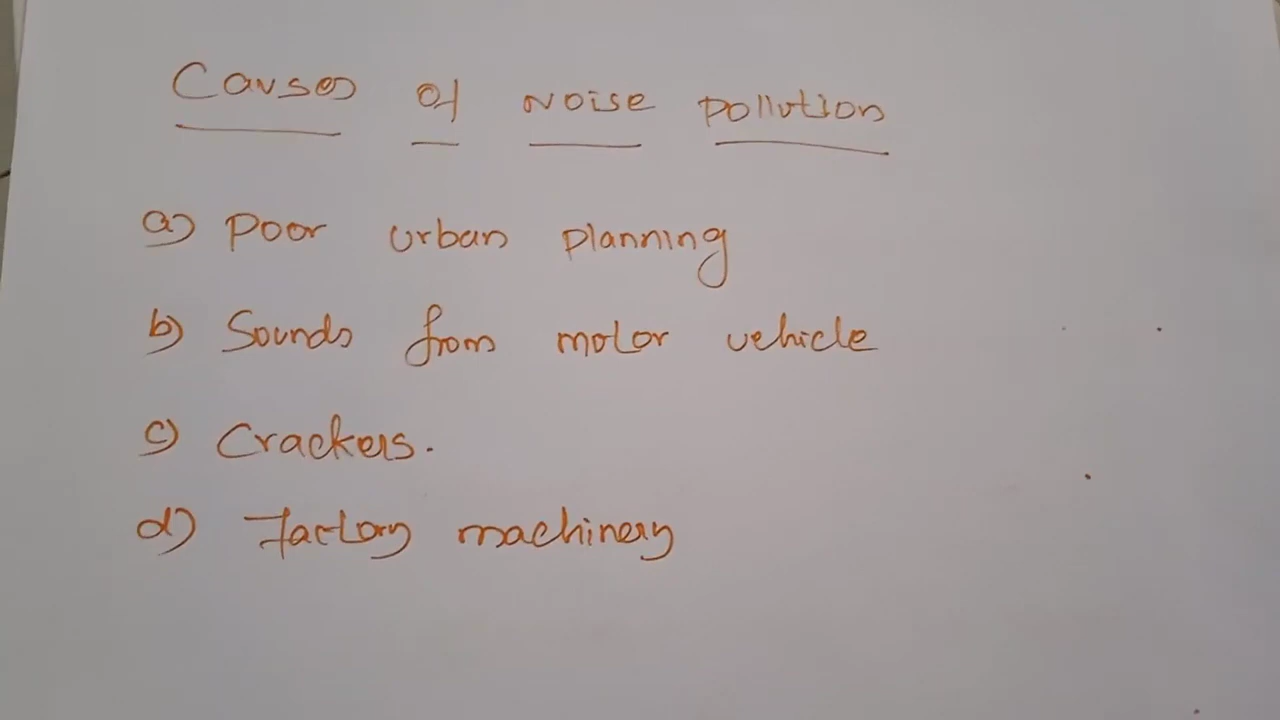 Causes of Noise Pollution
a) Poor urban planning
b) Sounds from motor vehicle
c) Crackers.
d) Factory machinery